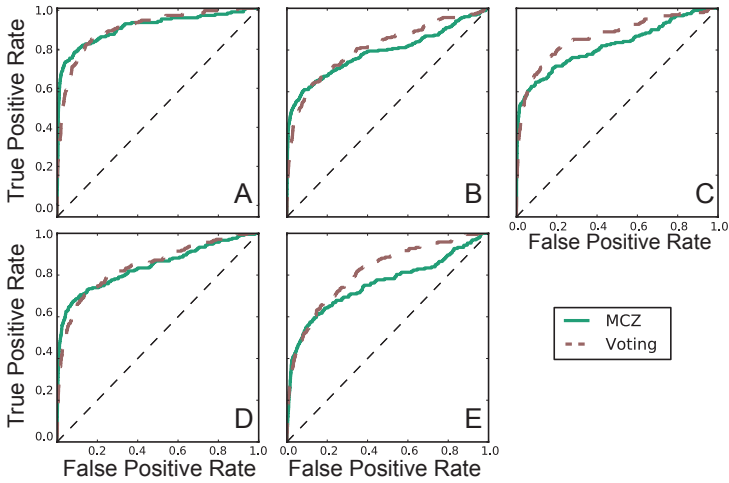 1.0
0.8
0.6
0.4
0.2
0.0
True Positive Rate
A
B
C
0.0 0.2 0.4 0.6 0.8 1.0
False Positive Rate
1.0
0.8
0.6
0.4
0.2
0.0
True Positive Rate
D
E
0.2 0.4 0.6 0.8 1.0
False Positive Rate
0.0 0.2 0.4 0.6 0.8 1.0
False Positive Rate
MCZ
Voting